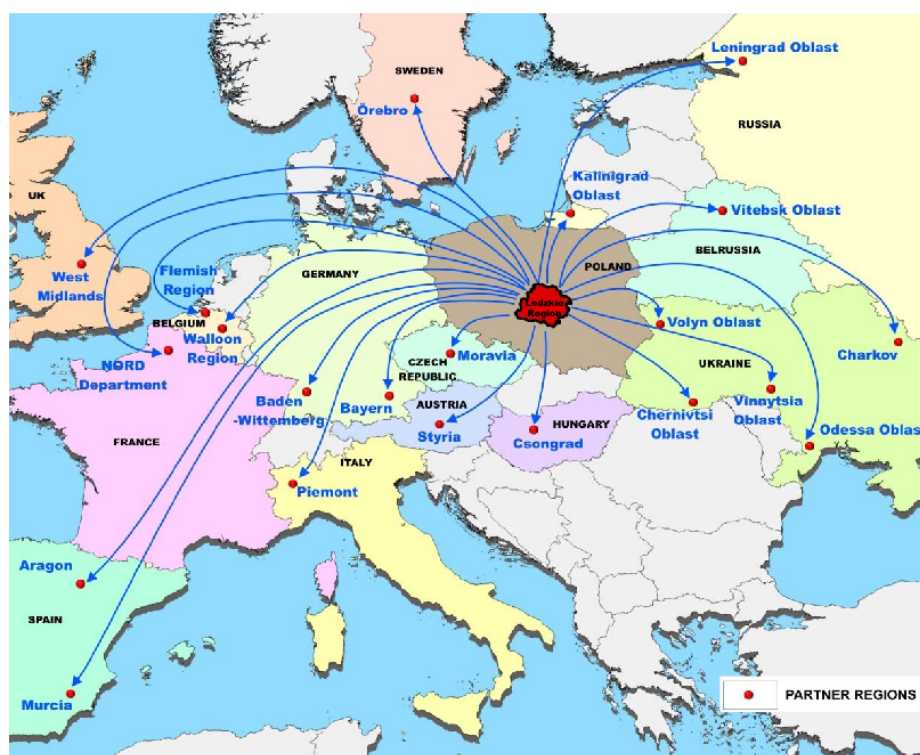 Leningrad Oblast
SWEDEN
Örebro
RUSSIA
Kalinigrad
Oblast
UK
Vitebsk Oblast
BELRUSSIA
West
Midlands
Flemish
Region
GERMANY
POLAND
Lodzkie
Region
BELGIUM
Walloon
Region
Volyn Oblast
Charkov
NORD
Department
CZECH
REPUBLIC
Moravia
UKRAINE
Baden
-Wittemberg
Bayern
AUSTRIA
Styria
HUNGARY
Csongrad
Chernivtsi
Oblast
Vinnytsia
Oblast
Odessa Oblast
FRANCE
ITALY
Piemont
Aragon
SPAIN
Murcia
PARTNER REGIONS